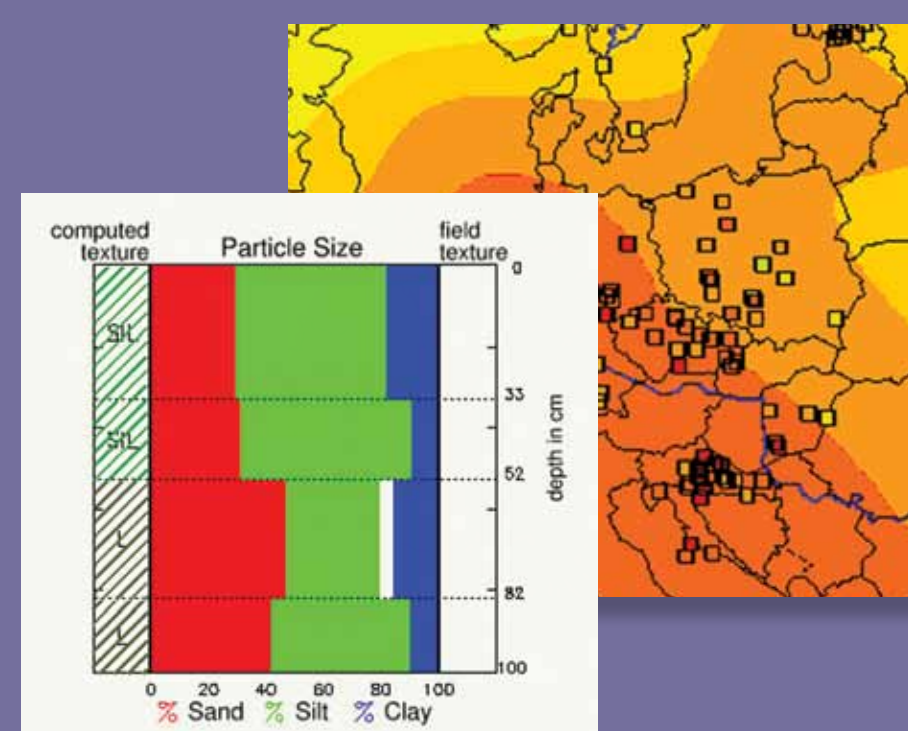 computed
texture
Particle Size
field
texture
0
SIL
33
SIL
52
L
82
L
100
depth in cm
0 20 40 60 80 100
% Sand % Silt % Clay